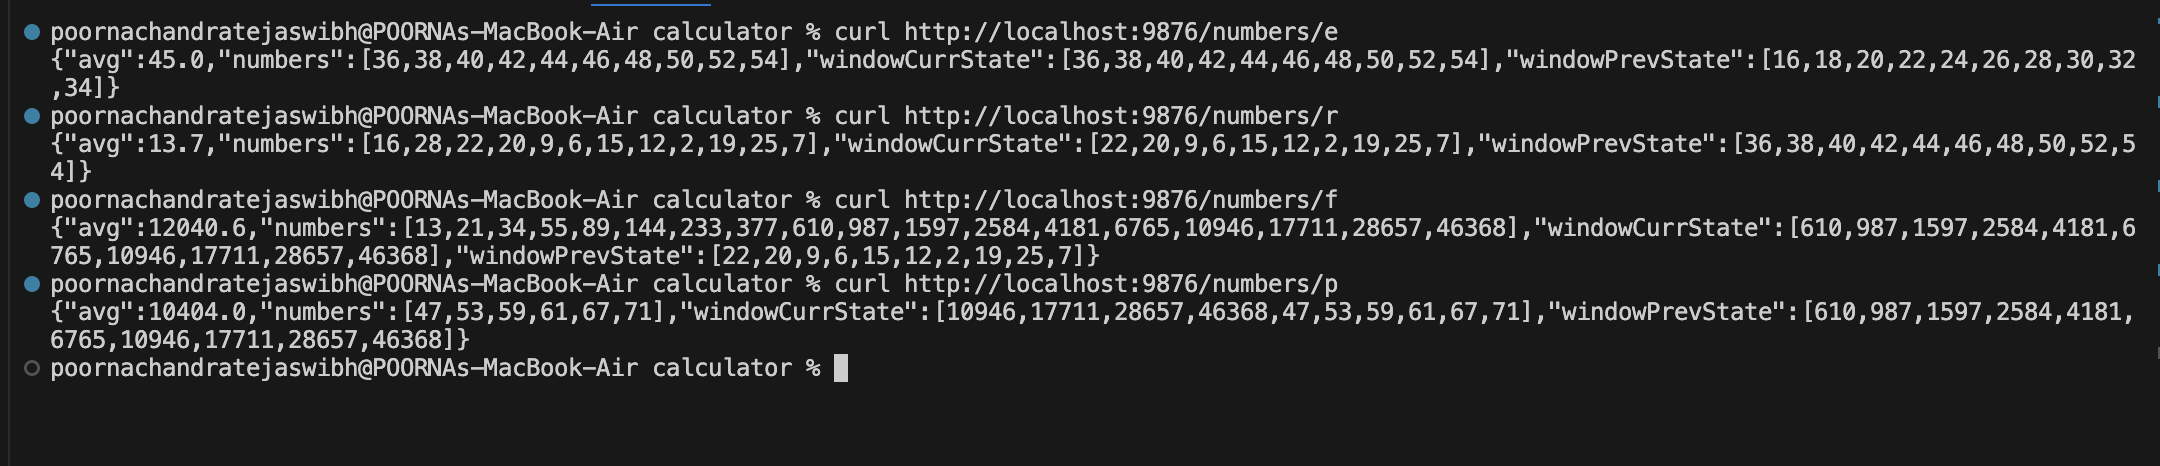 poornachandratejaswibh@POORNAs-MacBook-Air calculator % curl http://localhost:9876/numbers/e
{"avg":45.0,"numbers":[36,38,40,42,44,46,48,50,52,54],"windowCurrState":[36,38,40,42,44,46,48,50,52,54],"windowPrevState":[16,18,20,22,24,26,28,30,32
,34]}
poornachandratejaswibh@POORNAs-MacBook-Air calculator % curl http://localhost:9876/numbers/r
{"avg":13.7,"numbers":[16,28,22,20,9,6,15,12,2,19,25,7],"windowCurrState":[22,20,9,6,15,12,2,19,25,7],"windowPrevState":[36,38,40,42,44,46,48,50,52,5
4]}
poornachandratejaswibh@POORNAs-MacBook-Air calculator % curl http://localhost:9876/numbers/f
{"avg":12040.6,"numbers":[13,21,34,55,89,144,233,377,610,987,1597,2584,4181,6765,10946,17711,28657,46368],"windowCurrState":[610,987,1597,2584,4181,6
765,10946,17711,28657,46368],"windowPrevState":[22,20,9,6,15,12,2,19,25,7]}
poornachandratejaswibh@POORNAs-MacBook-Air calculator % curl http://localhost:9876/numbers/p
{"avg":10404.0,"numbers":[47,53,59,61,67,71],"windowCurrState":[10946,17711,28657,46368,47,53,59,61,67,71],"windowPrevState":[610,987,1597,2584,4181,
6765,10946,17711,28657,46368]}
poornachandratejaswibh@POORNAs-MacBook-Air calculator %